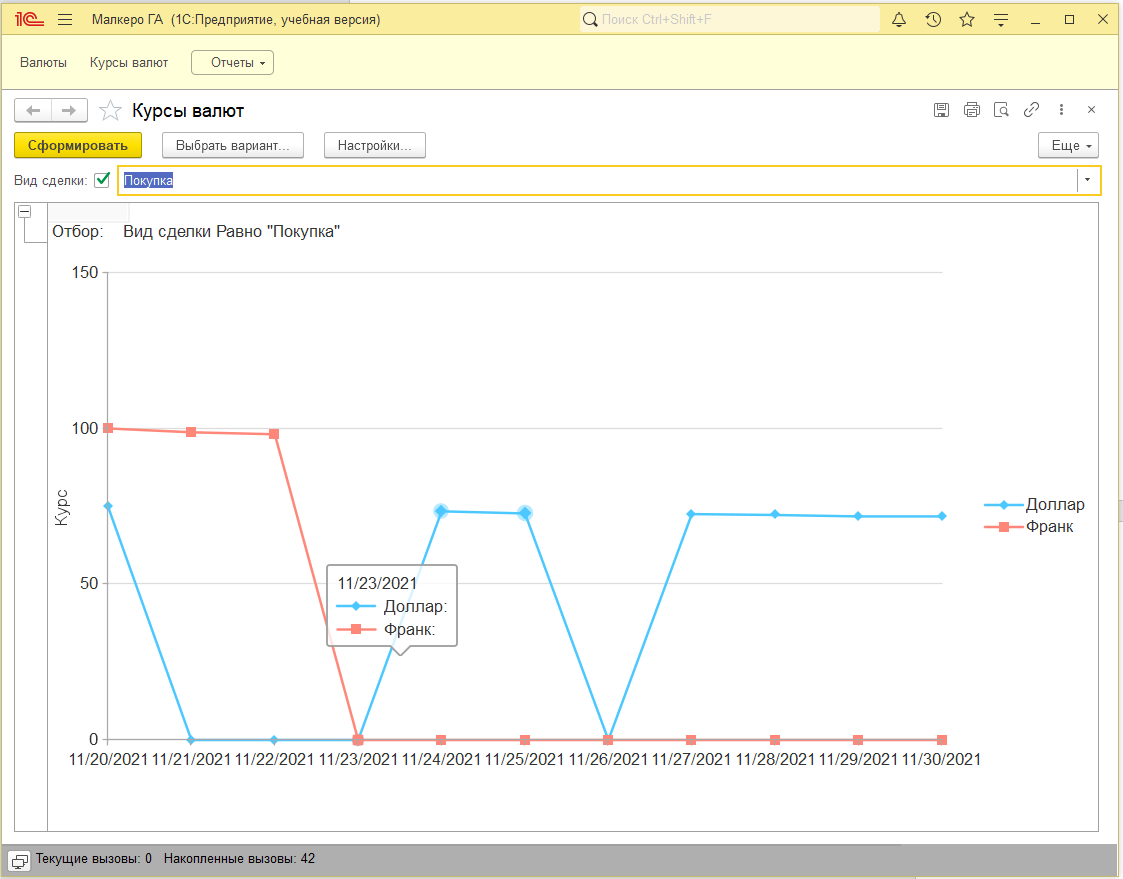 1С Малкеро ГА (1С:Предприятие, учебная версия) Поиск Ctrl+Shift+F
Валюты Курсы валют Отчеты
Курсы валют
Сформировать Выбрать вариант... Настройки... Еще
Вид сделки: Покупка
Отбор: Вид сделки Равно "Покупка"
150
100
50
0
Курс
11/23/2021
Доллар:
Франк:
Доллар
Франк
11/20/2021 11/21/2021 11/22/2021 11/23/2021 11/24/2021 11/25/2021 11/26/2021 11/27/2021 11/28/2021 11/29/2021 11/30/2021
Текущие вызовы: 0 Накопленные вызовы: 42